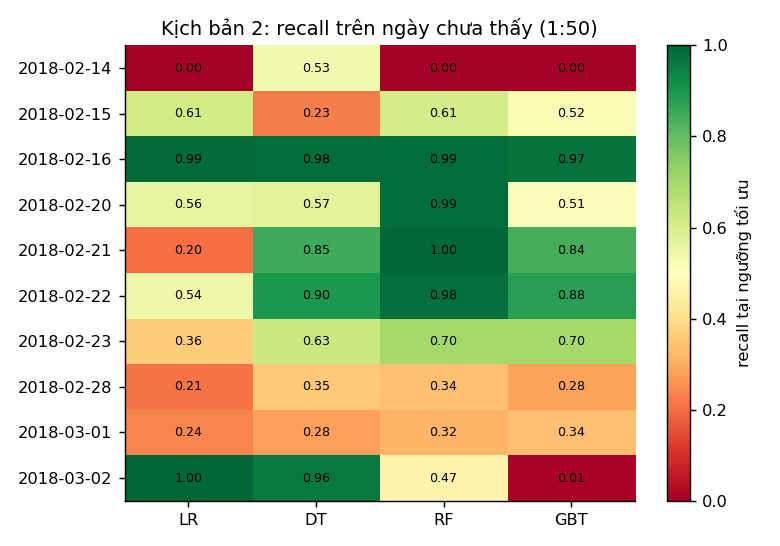 Kịch bản 2: recall trên ngày chưa thấy (1:50)
2018-02-14 0.00 0.53 0.00 0.00
2018-02-15 0.61 0.23 0.61 0.52
2018-02-16 0.99 0.98 0.99 0.97
2018-02-20 0.56 0.57 0.99 0.51
2018-02-21 0.20 0.85 1.00 0.84
2018-02-22 0.54 0.90 0.98 0.88
2018-02-23 0.36 0.63 0.70 0.70
2018-02-28 0.21 0.35 0.34 0.28
2018-03-01 0.24 0.28 0.32 0.34
2018-03-02 1.00 0.96 0.47 0.01
LR DT RF GBT
1.0
0.8
0.6
0.4
0.2
0.0
recall tại ngưỡng tối ưu